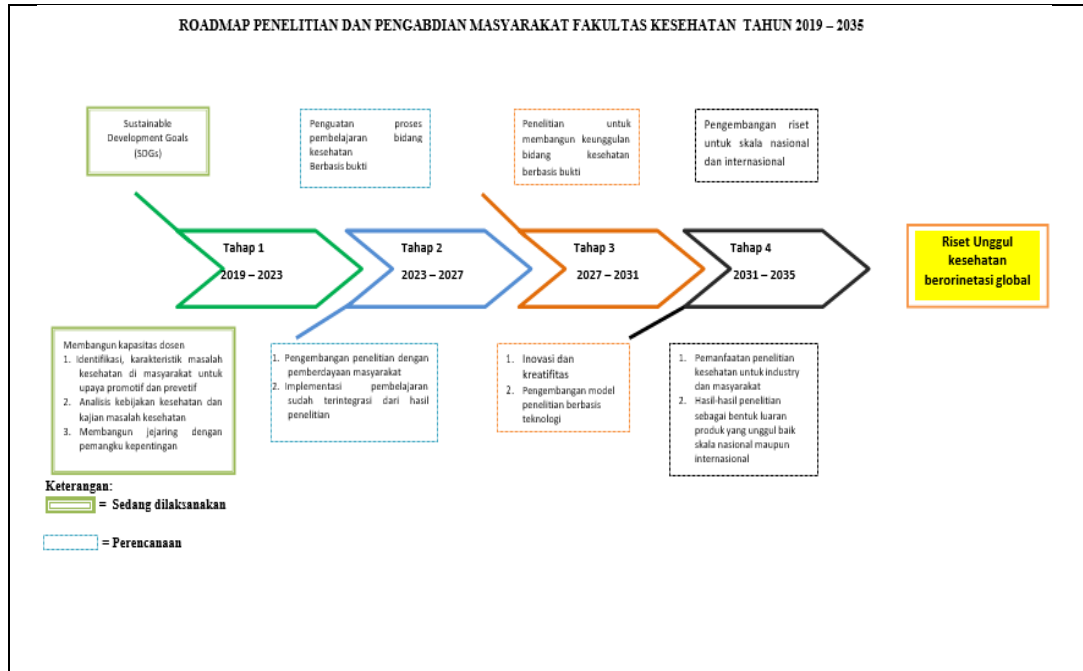 ROADMAP PENELITIAN DAN PENGABDIAN MASYARAKAT FAKULTAS KESEHATAN TAHUN 2019 – 2035
Sustainable
Development Goals
(SDGs)
Penguatan proses
pembelajaran bidang
kesehatan
Berbasis bukti
Penelitian untuk
membangun keunggulan
bidang kesehatan
berbasis bukti
Pengembangan riset
untuk skala nasional
dan internasional
Tahap 1
2019 – 2023
Tahap 2
2023 – 2027
Tahap 3
2027 – 2031
Tahap 4
2031 – 2035
Riset Unggul
kesehatan
berorinetasi global
Membangun kapasitas dosen
1. Identifikasi, karakteristik masalah
kesehatan di masyarakat untuk
upaya promotif dan prevetif
2. Analisis kebijakan kesehatan dan
kajian masalah kesehatan
3. Membangun jejaring dengan
pemangku kepentingan
1. Pengembangan penelitian dengan
pemberdayaan masyarakat
2. Implementasi pembelajaran
sudah terintegrasi dari hasil
penelitian
1. Inovasi dan
kreatifitas
2. Pengembangan model
penelitian berbasis
teknologi
1. Pemanfaatan penelitian
kesehatan untuk industry
dan masyarakat
2. Hasil-hasil penelitian
sebagai bentuk luaran
produk yang unggul baik
skala nasional maupun
internasional
Keterangan:
= Sedang dilaksanakan
= Perencanaan